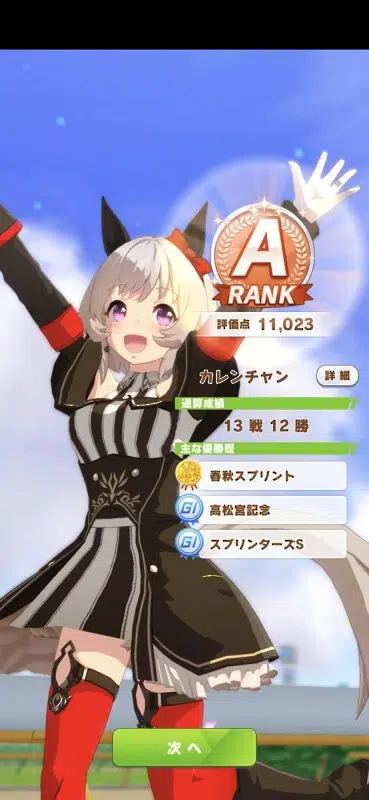 A
RANK
評価点 11,023
カレンチャン
詳細
通算成績
13 戦 12 勝
主な優勝歴
春秋スプリント
GI 高松宮記念
GI スプリンターズS
次へ